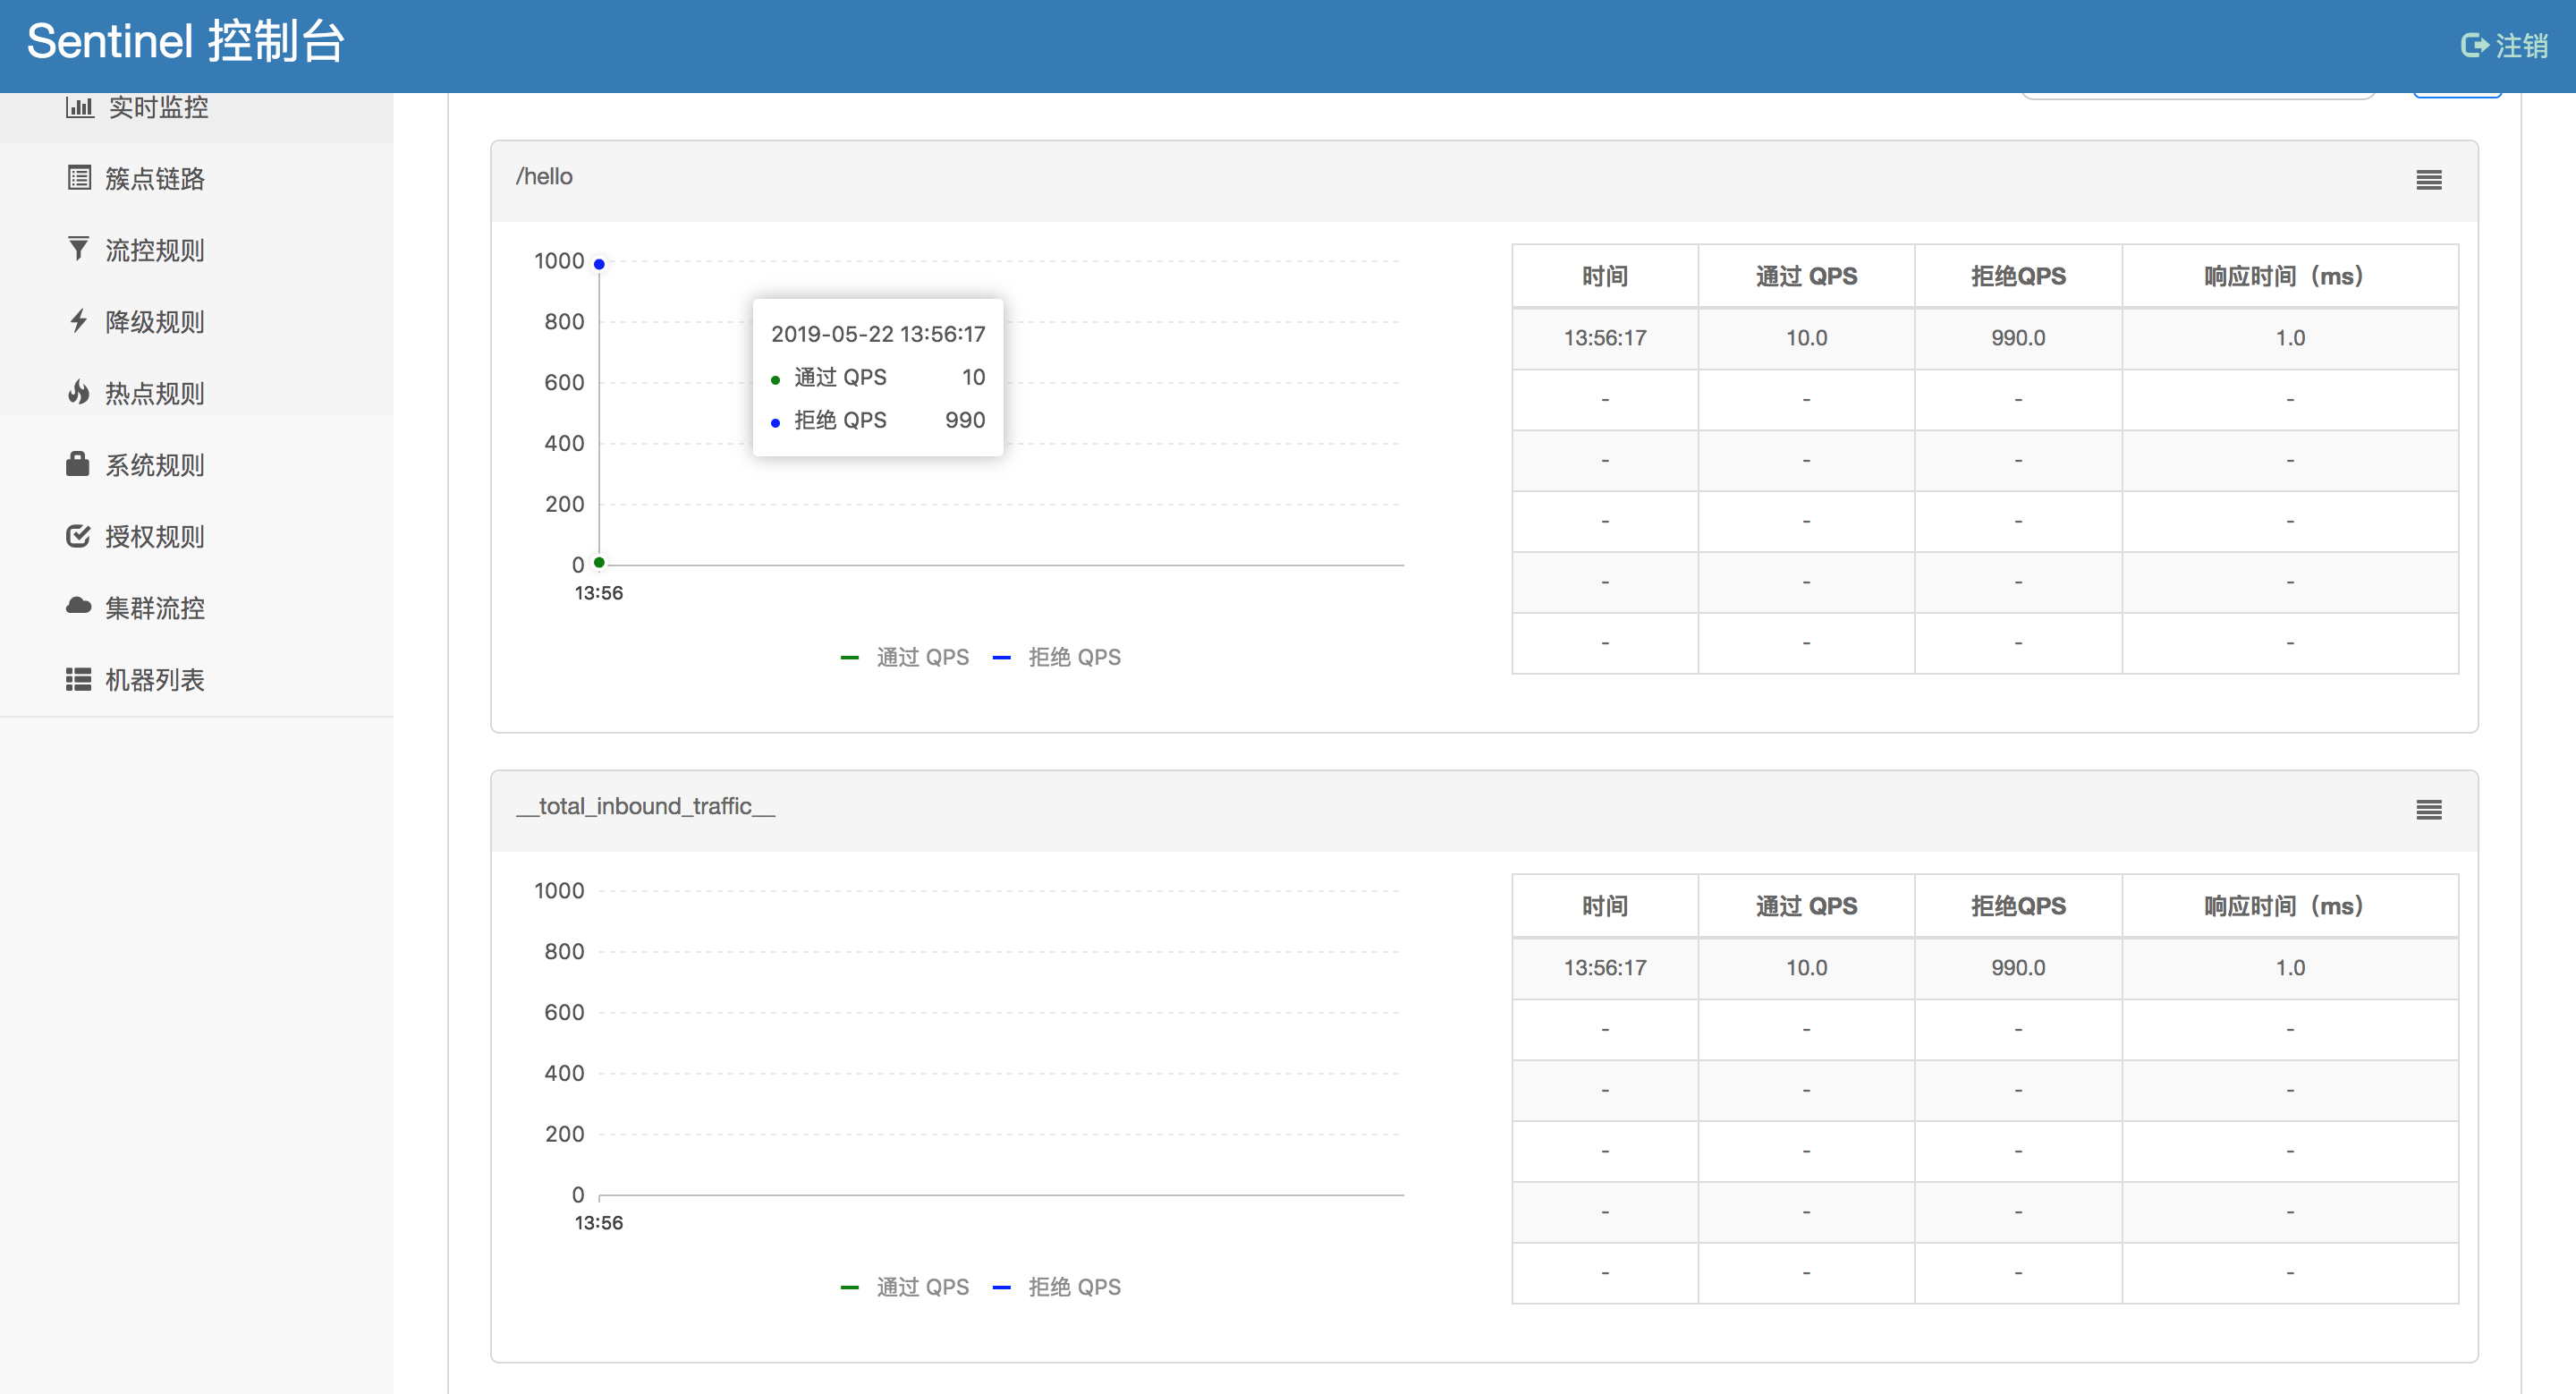 Sentinel 控制台
注销
实时监控
簇点链路
流控规则
降级规则
热点规则
系统规则
授权规则
集群流控
机器列表
/hello
1000
800
600
400
200
0
13:56
2019-05-22 13:56:17
通过 QPS 10
拒绝 QPS 990
通过 QPS 拒绝 QPS
时间 通过 QPS 拒绝QPS 响应时间（ms）
13:56:17 10.0 990.0 1.0
- - - -
- - - -
- - - -
- - - -
- - - -
__total_inbound_traffic__
1000
800
600
400
200
0
13:56
通过 QPS 拒绝 QPS
时间 通过 QPS 拒绝QPS 响应时间（ms）
13:56:17 10.0 990.0 1.0
- - - -
- - - -
- - - -
- - - -
- - - -